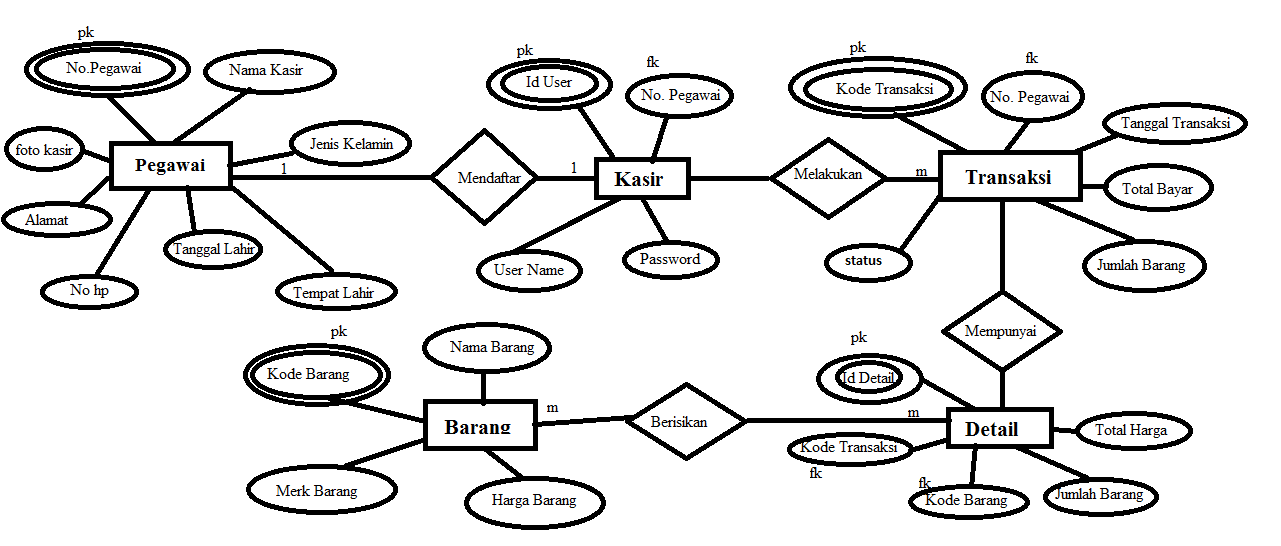 pk
No.Pegawai
Nama Kasir
foto kasir
Pegawai
Jenis Kelamin
Alamat
No hp
Tanggal Lahir
Tempat Lahir
1
Mendaftar
1
pk
Id User
fk
No. Pegawai
Kasir
User Name
Password
Melakukan
m
pk
Kode Transaksi
fk
No. Pegawai
Tanggal Transaksi
Transaksi
Total Bayar
status
Jumlah Barang
Mempunyai
pk
Kode Barang
Nama Barang
Barang
Merk Barang
Harga Barang
m
Berisikan
m
pk
Id Detail
Detail
Total Harga
Kode Transaksi
fk
fk
Kode Barang
Jumlah Barang